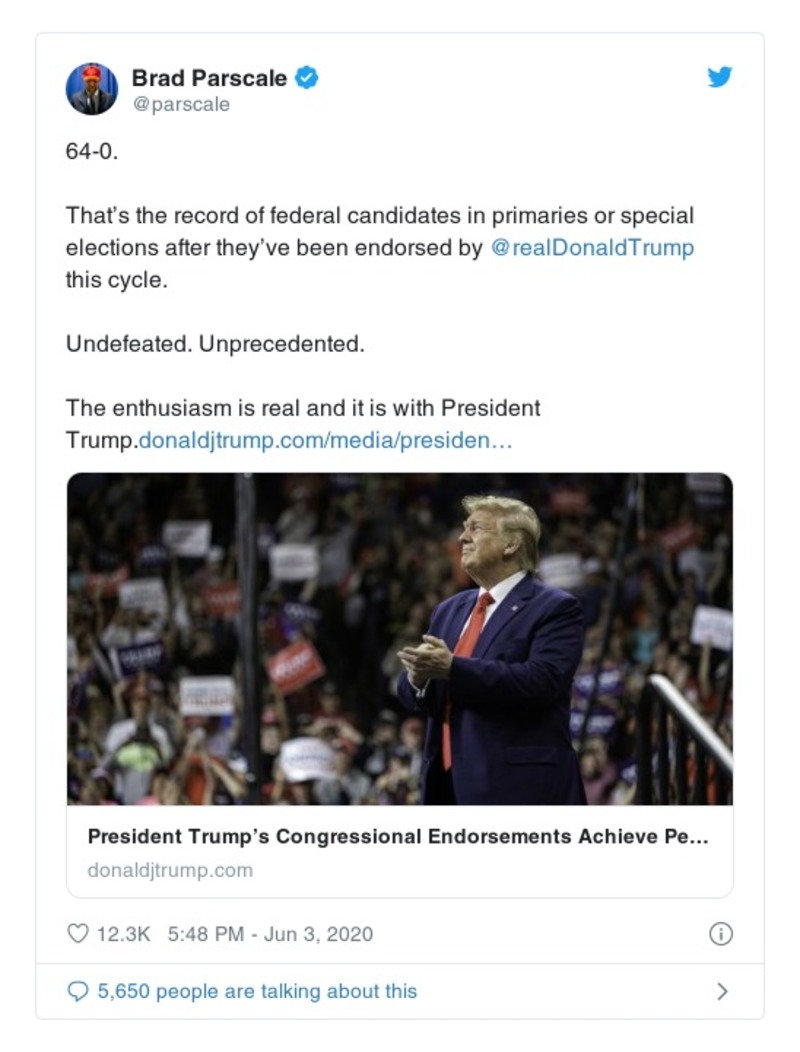 Brad Parscale
@parscale
64-0.
That's the record of federal candidates in primaries or special
elections after they've been endorsed by @realDonaldTrump
this cycle.
Undefeated. Unprecedented.
The enthusiasm is real and it is with President
Trump.donaldjtrump.com/media/presiden…
President Trump's Congressional Endorsements Achieve Pe...
donaldjtrump.com
12.3K 5:48 PM - Jun 3, 2020
5,650 people are talking about this